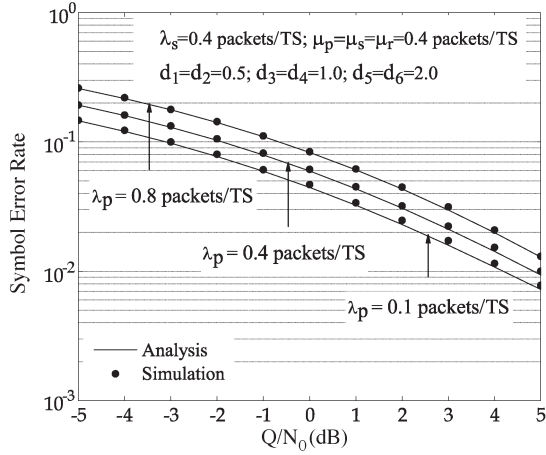 10⁰
λₛ=0.4 packets/TS; μₚ=μₛ=μᵣ=0.4 packets/TS
d₁=d₂=0.5; d₃=d₄=1.0; d₅=d₆=2.0
10⁻¹
λₚ= 0.8 packets/TS
λₚ= 0.4 packets/TS
10⁻²
λₚ= 0.1 packets/TS
Symbol Error Rate
Analysis
Simulation
10⁻³
-5 -4 -3 -2 -1 0 1 2 3 4 5
Q/N₀(dB)